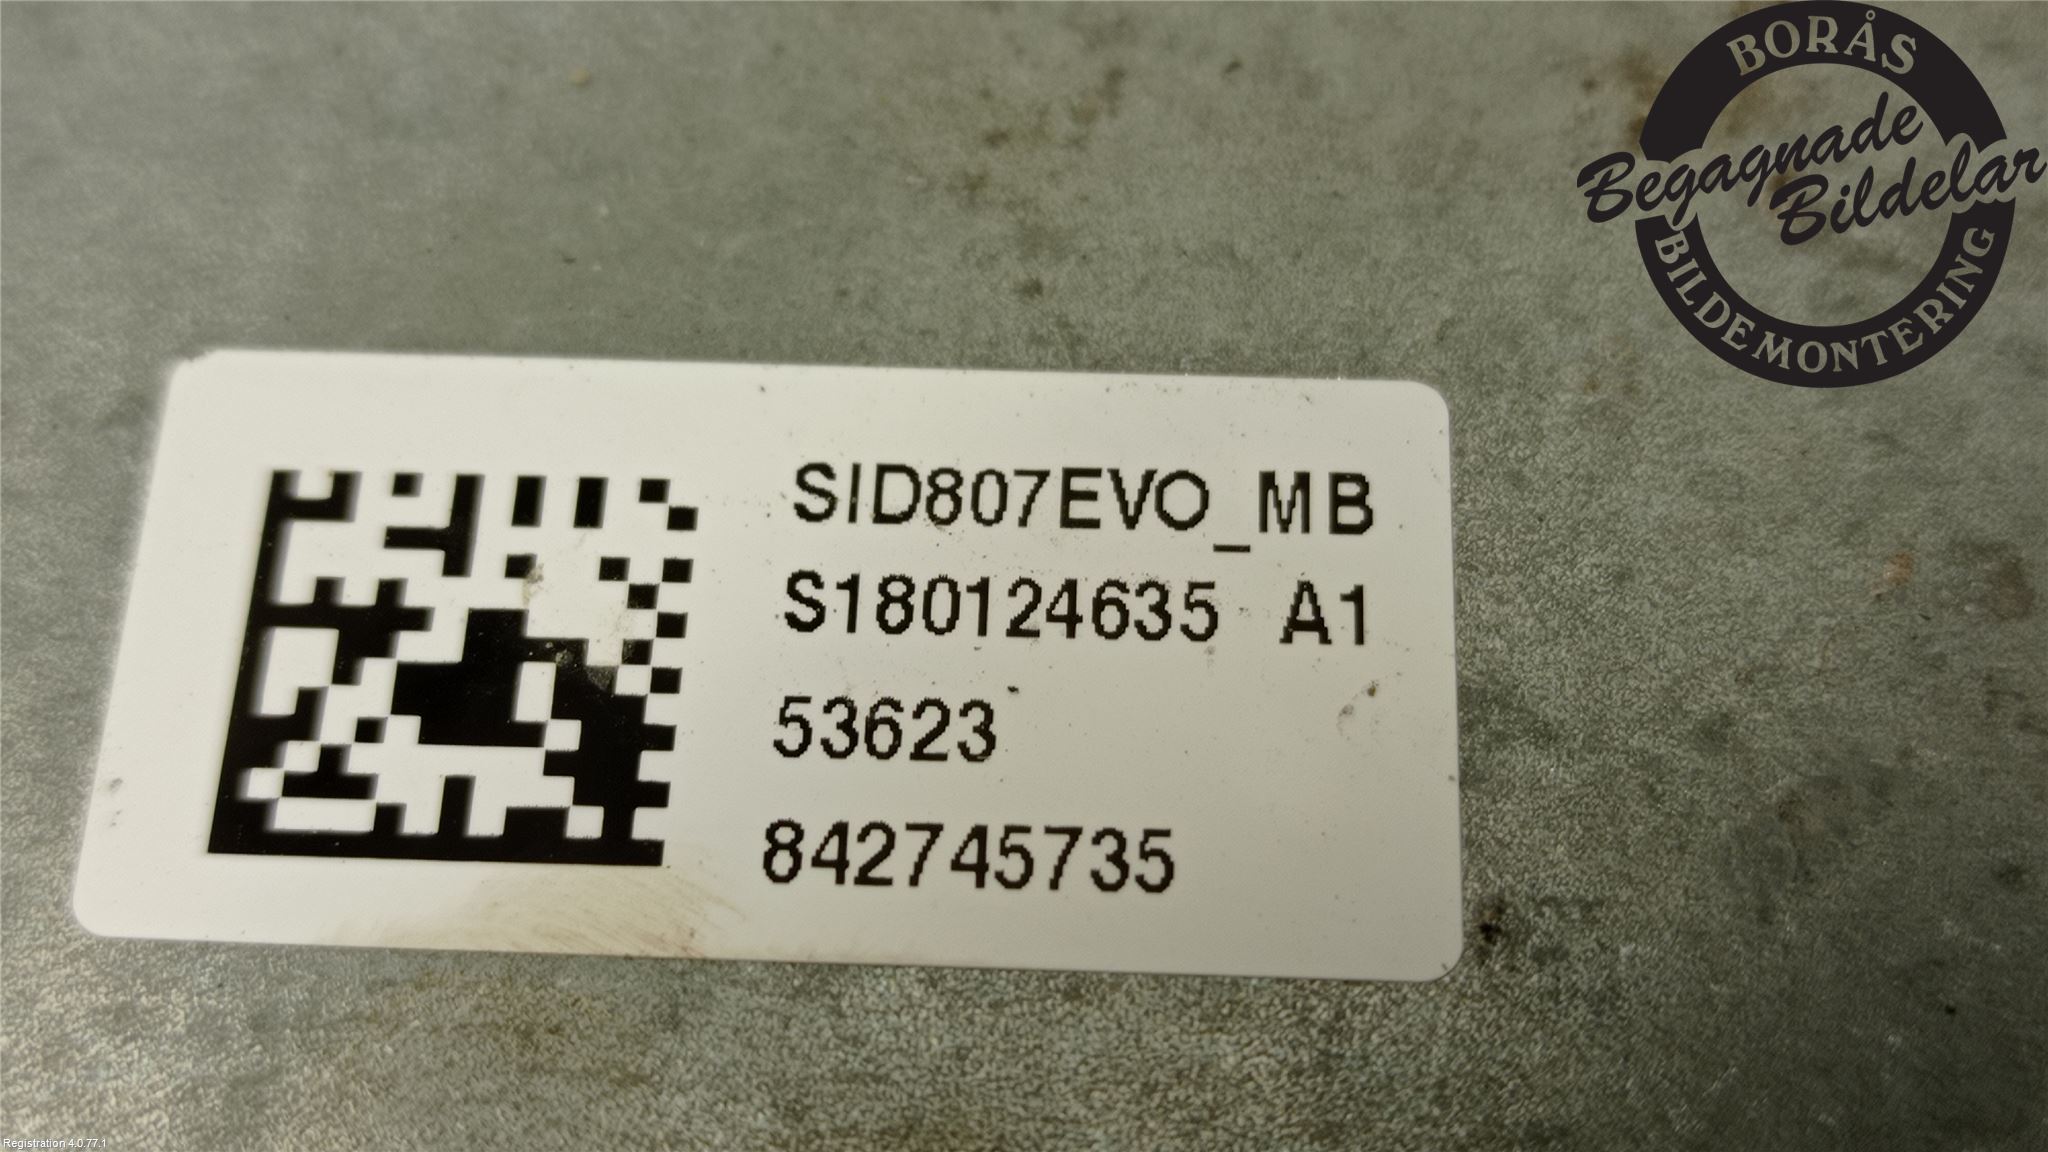 BORÅS
Begagnade
Bildelar
BILDEMONTERING
SID807EVO_MB
S180124635 A1
53623
842745735
Registration 4.0.77.1